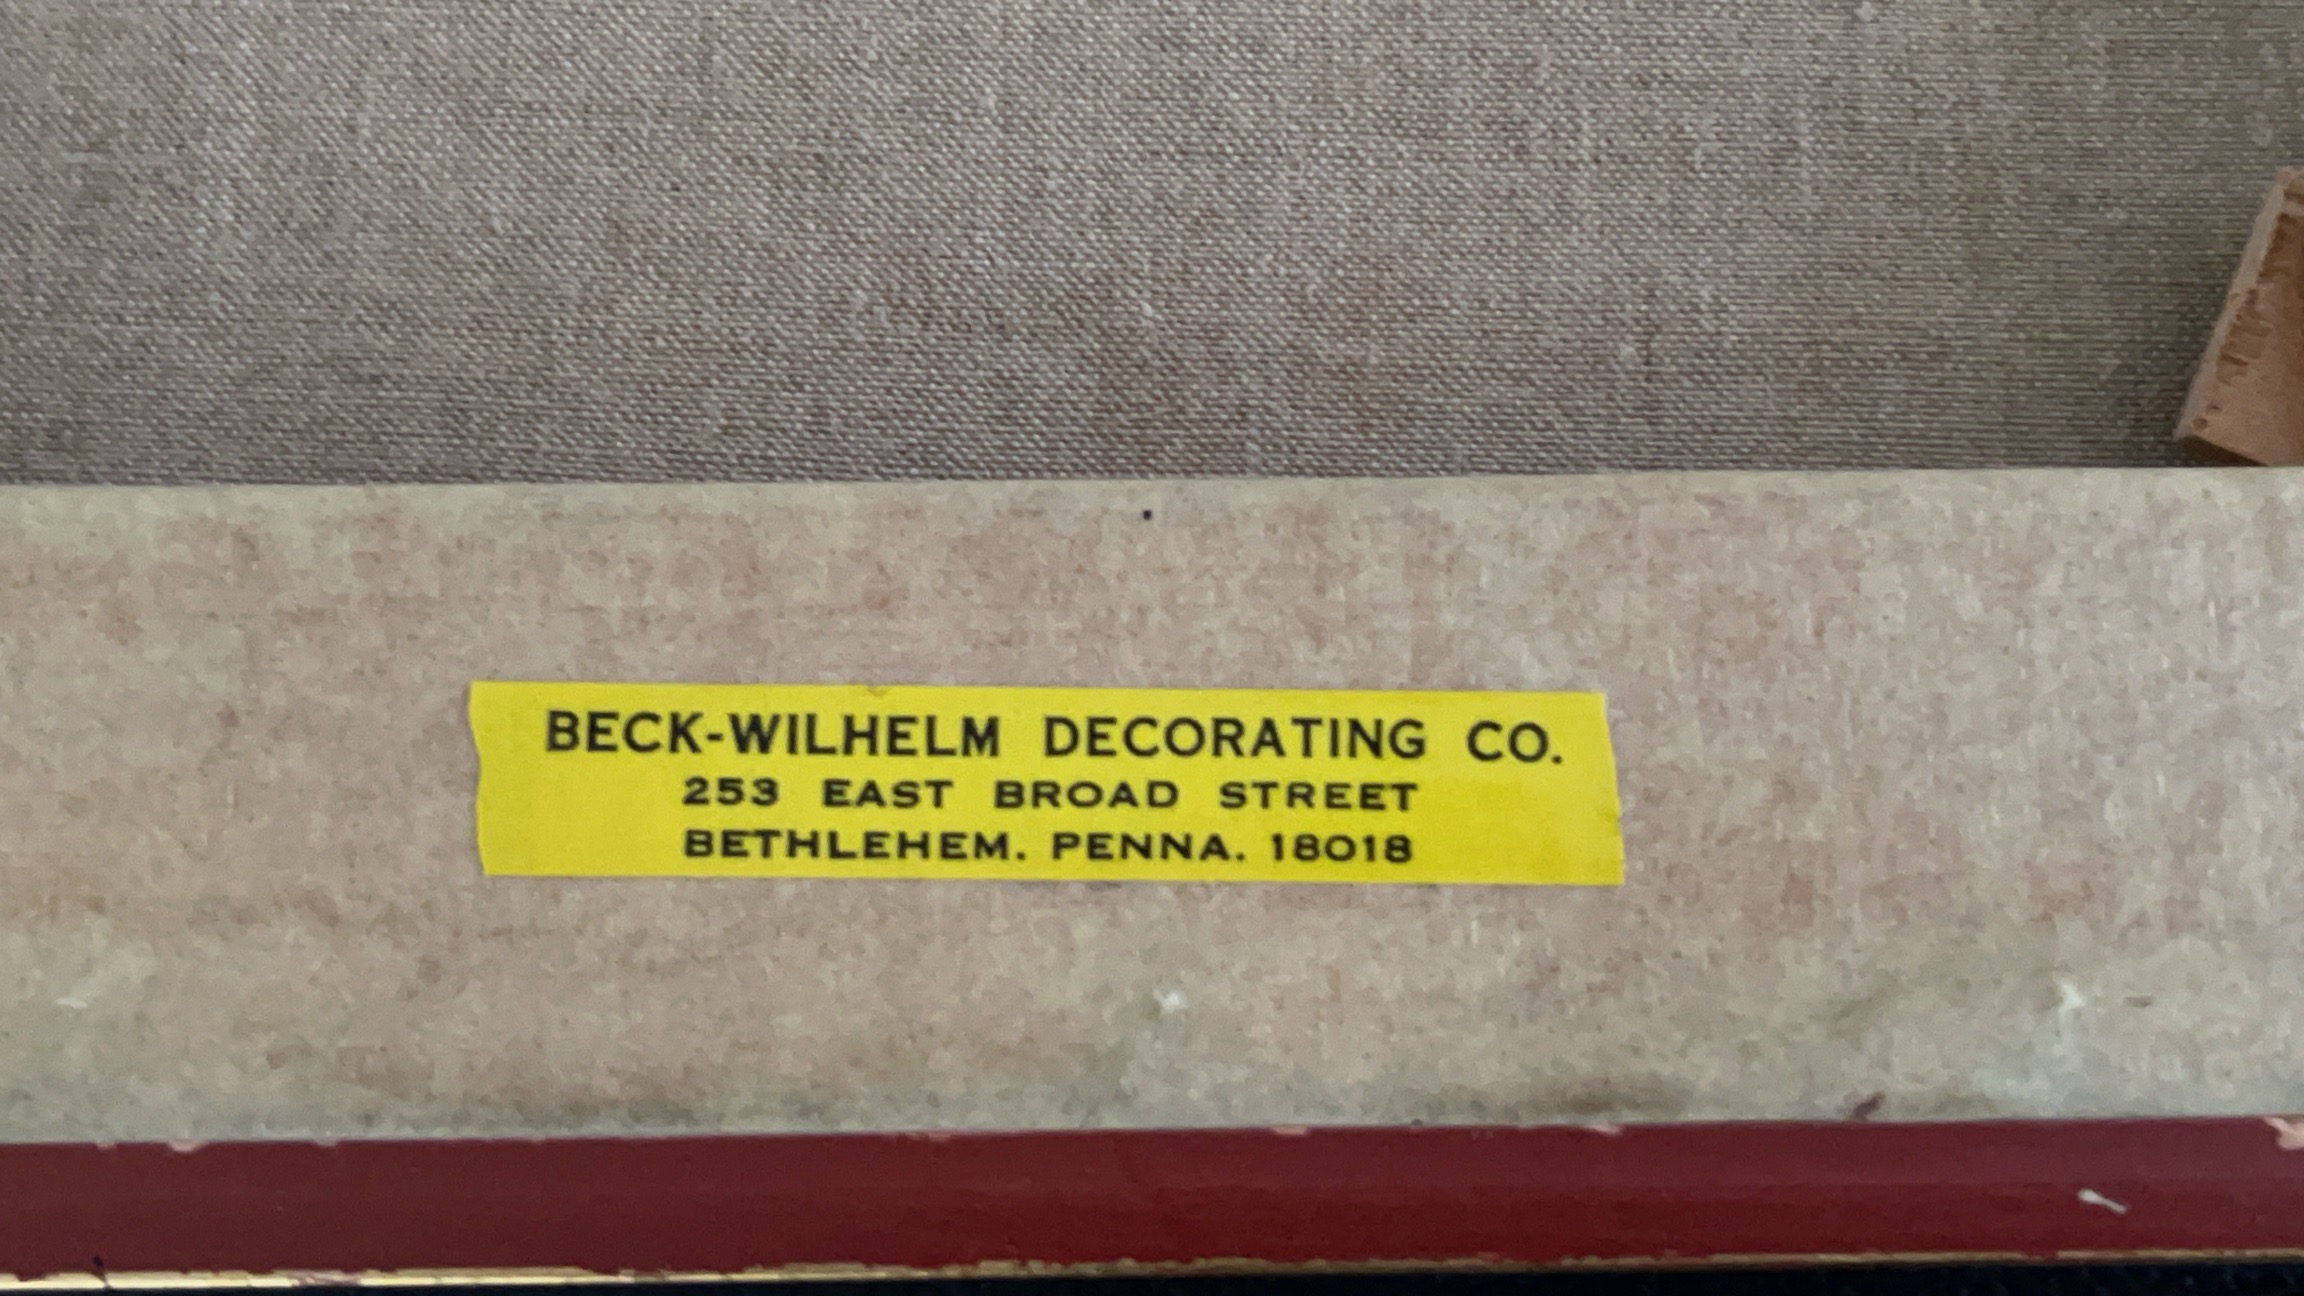 BECK-WILHELM DECORATING CO.
253 EAST BROAD STREET
BETHLEHEM. PENNA. 18018